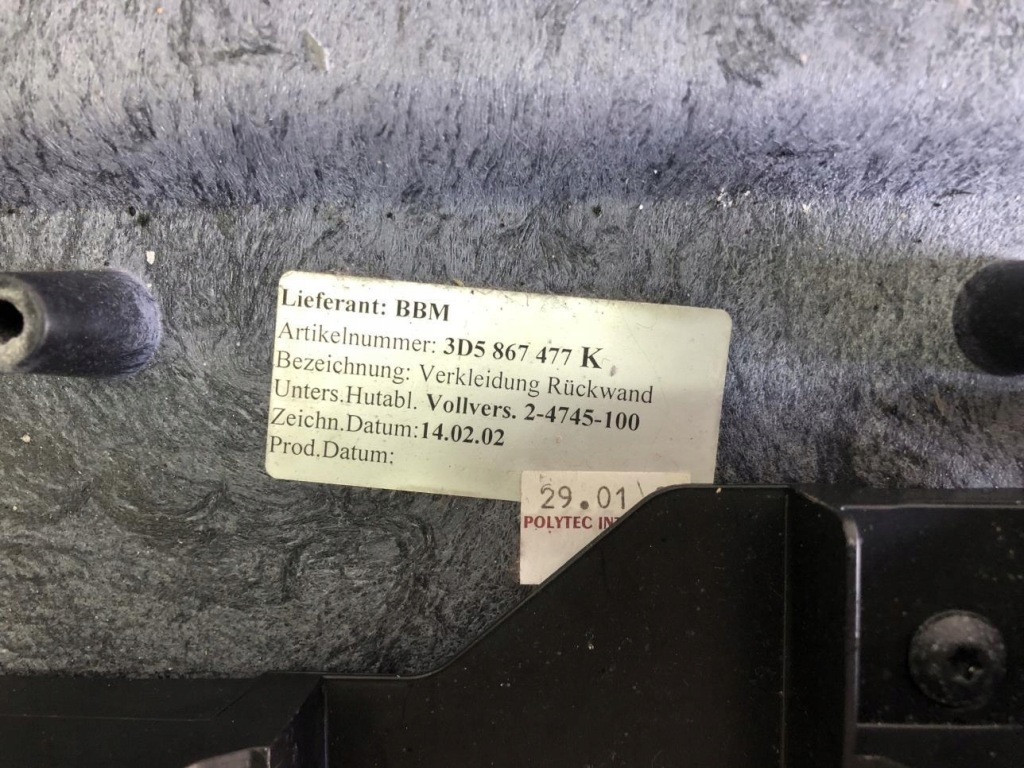 Lieferant: BBM
Artikelnummer: 3D5 867 477 K
Bezeichnung: Verkleidung Rückwand
Unters.Hutabl. Vollvers. 2-4745-100
Zeichn.Datum:14.02.02
Prod.Datum:
29.01
POLYTEC